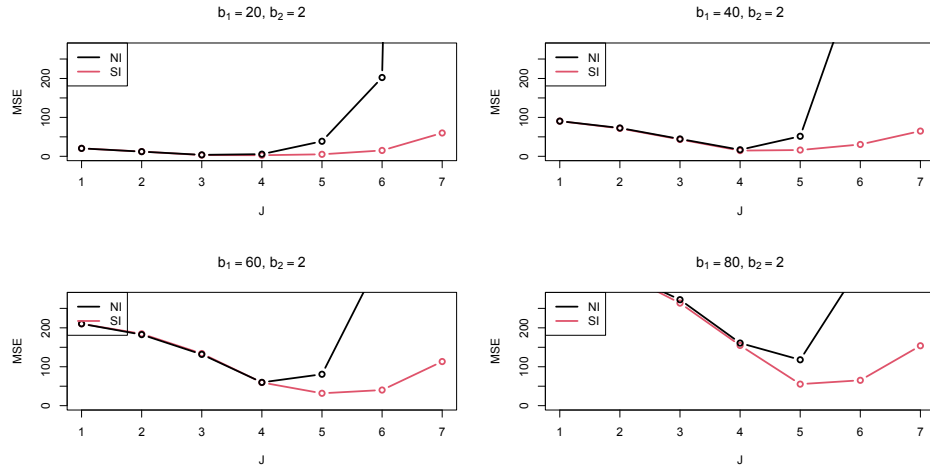 b₁ = 20, b₂ = 2
MSE
0 100 200
NI
SI
1 2 3 4 5 6 7
J
b₁ = 40, b₂ = 2
MSE
0 100 200
NI
SI
1 2 3 4 5 6 7
J
b₁ = 60, b₂ = 2
MSE
0 100 200
NI
SI
1 2 3 4 5 6 7
J
b₁ = 80, b₂ = 2
MSE
0 100 200
NI
SI
1 2 3 4 5 6 7
J